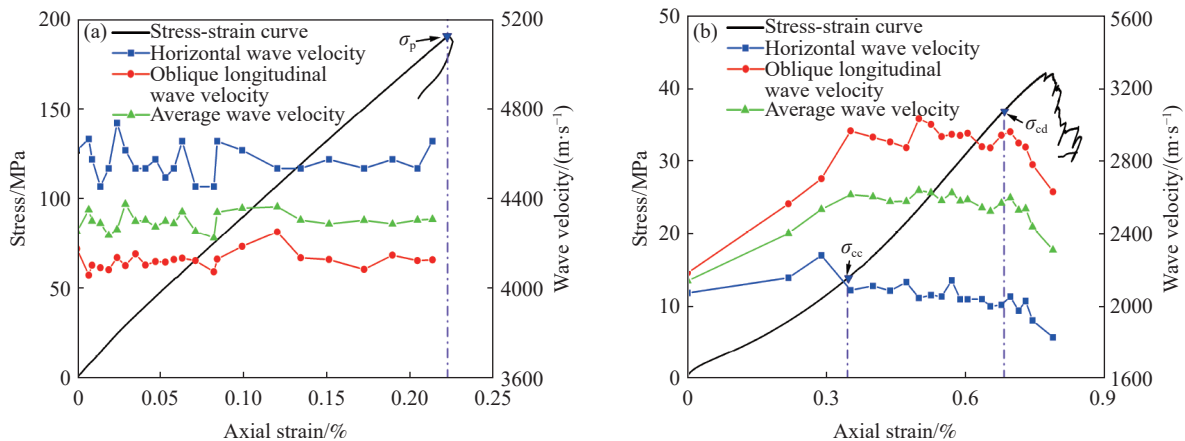 (a)
Stress-strain curve
Horizontal wave velocity
Oblique longitudinal
wave velocity
Average wave velocity
σp
200
150
100
50
0
Stress/MPa
5200
4800
4400
4000
3600
Wave velocity/(m·s⁻¹)
0 0.05 0.10 0.15 0.20 0.25
Axial strain/%
(b)
Stress-strain curve
Horizontal wave velocity
Oblique longitudinal
wave velocity
Average wave velocity
σcd
σcc
50
40
30
20
10
0
Stress/MPa
5600
3200
2800
2400
2000
1600
Wave velocity/(m·s⁻¹)
0 0.3 0.6 0.9
Axial strain/%